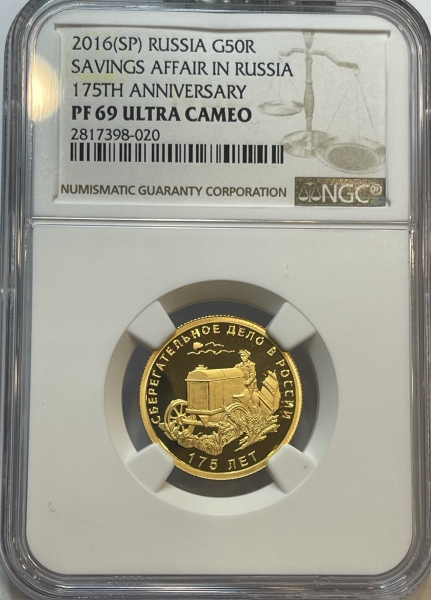 2016(SP) RUSSIA G50R
SAVINGS AFFAIR IN RUSSIA
175TH ANNIVERSARY
PF 69 ULTRA CAMEO
2817398-020
NUMISMATIC GUARANTY CORPORATION
NGC®
СБЕРЕГАТЕЛЬНОЕ ДЕЛО В РОССИИ
175 ЛЕТ